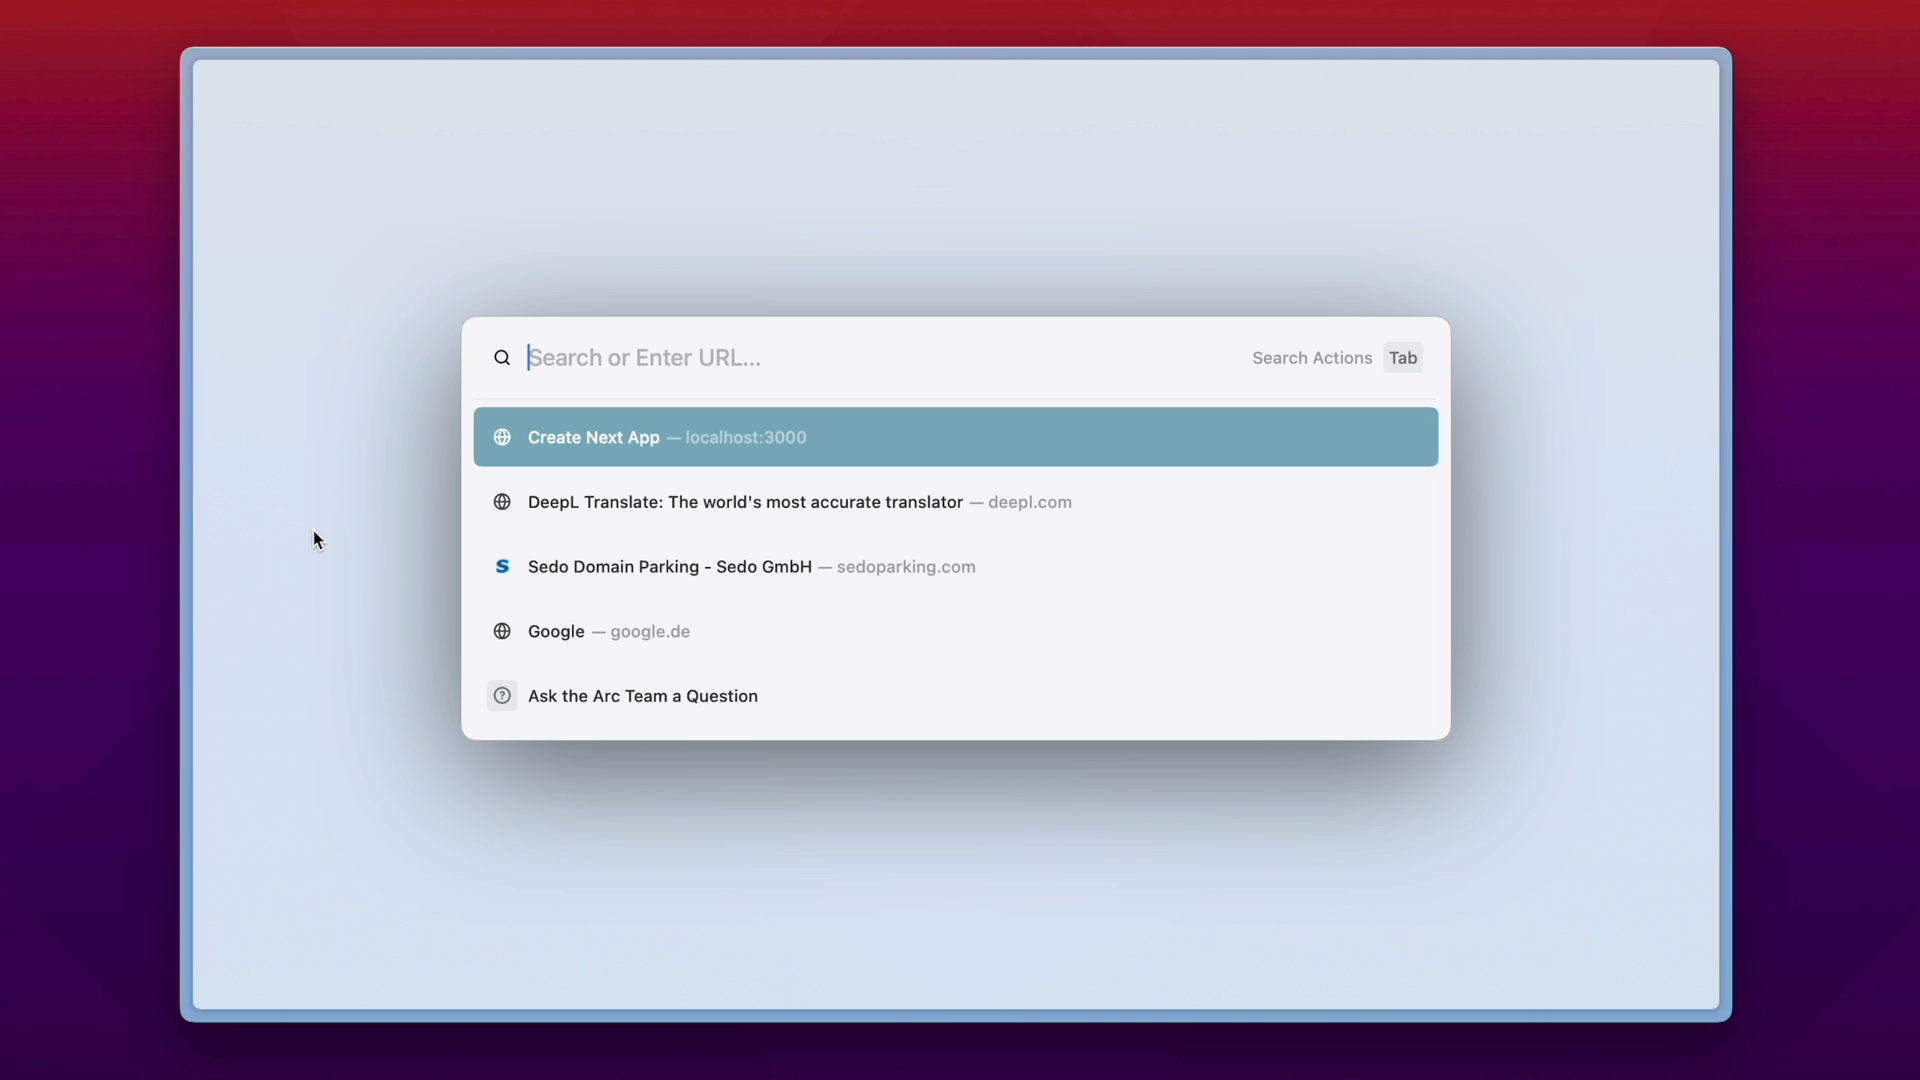 Search or Enter URL... Search Actions Tab
Create Next App — localhost:3000
DeepL Translate: The world's most accurate translator — deepl.com
S Sedo Domain Parking - Sedo GmbH — sedoparking.com
Google — google.de
? Ask the Arc Team a Question